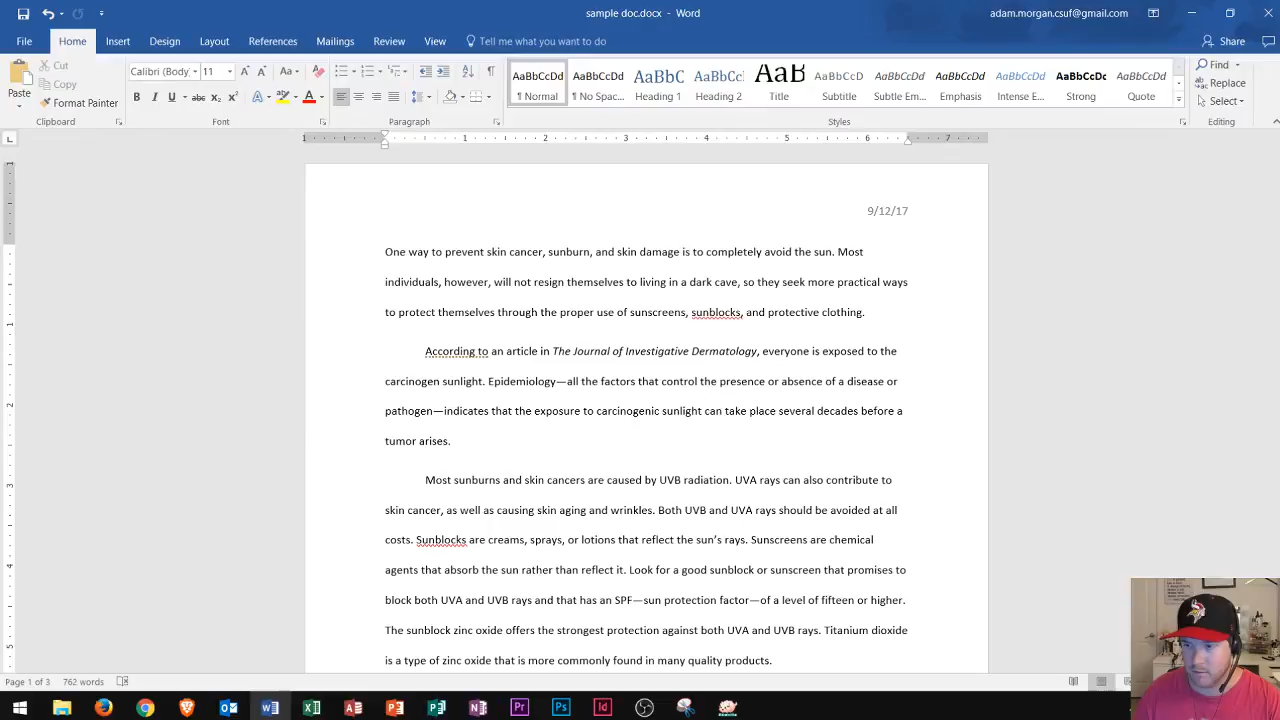 sample doc.docx - Word
adam.morgan.csuf@gmail.com
File Home Insert Design Layout References Mailings Review View Tell me what you want to do
Share
Paste
Cut
Copy
Format Painter
Clipboard
Calibri (Body) 11
Font
Paragraph
AaBbCcDd AaBbCcDd AaBbC AaBbCc AaB AaBbCcD AaBbCcDd AaBbCcDd AaBbCcDd AaBbCcDc AaBbCcDd
¶ Normal ¶ No Spac... Heading 1 Heading 2 Title Subtitle Subtle Em... Emphasis Intense E... Strong Quote
Styles
Find
Replace
Select
Editing
1 1 2 3 4 5 6 7
9/12/17
One way to prevent skin cancer, sunburn, and skin damage is to completely avoid the sun. Most
individuals, however, will not resign themselves to living in a dark cave, so they seek more practical ways
to protect themselves through the proper use of sunscreens, sunblocks, and protective clothing.
According to an article in The Journal of Investigative Dermatology, everyone is exposed to the
carcinogen sunlight. Epidemiology—all the factors that control the presence or absence of a disease or
pathogen—indicates that the exposure to carcinogenic sunlight can take place several decades before a
tumor arises.
Most sunburns and skin cancers are caused by UVB radiation. UVA rays can also contribute to
skin cancer, as well as causing skin aging and wrinkles. Both UVB and UVA rays should be avoided at all
costs. Sunblocks are creams, sprays, or lotions that reflect the sun's rays. Sunscreens are chemical
agents that absorb the sun rather than reflect it. Look for a good sunblock or sunscreen that promises to
block both UVA and UVB rays and that has an SPF—sun protection factor—of a level of fifteen or higher.
The sunblock zinc oxide offers the strongest protection against both UVA and UVB rays. Titanium dioxide
is a type of zinc oxide that is more commonly found in many quality products.
Page 1 of 3 762 words